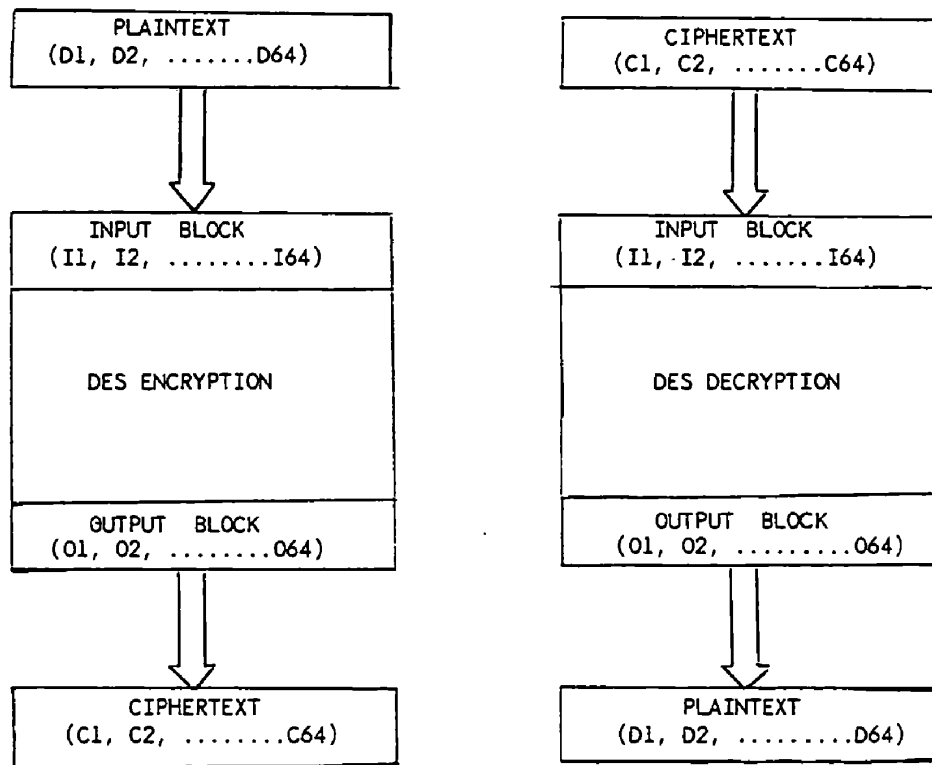 PLAINTEXT
(D1, D2, .......D64)
INPUT BLOCK
(I1, I2, ........I64)
DES ENCRYPTION
OUTPUT BLOCK
(O1, O2, ........O64)
CIPHERTEXT
(C1, C2, ........C64)
CIPHERTEXT
(C1, C2, .......C64)
INPUT BLOCK
(I1, I2, .......I64)
DES DECRYPTION
OUTPUT BLOCK
(O1, O2, .........O64)
PLAINTEXT
(D1, D2, .........D64)